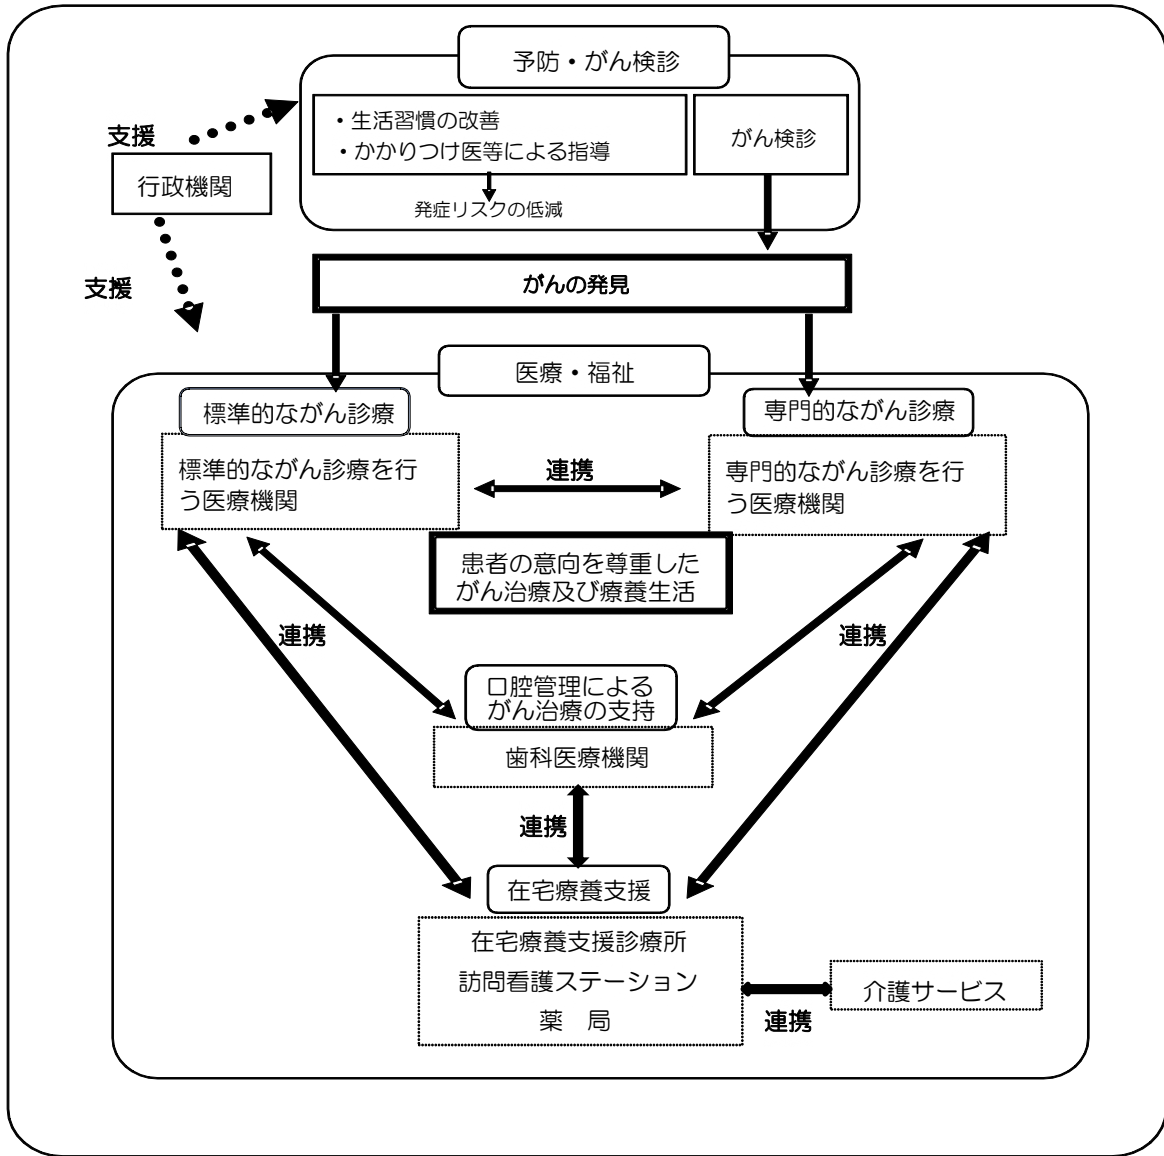 予防・がん検診
・生活習慣の改善
・かかりつけ医等による指導
がん検診
発症リスクの低減
支援
行政機関
支援
がんの発見
医療・福祉
標準的ながん診療
標準的ながん診療を行
う医療機関
連携
専門的ながん診療
専門的ながん診療を行
う医療機関
患者の意向を尊重した
がん治療及び療養生活
連携
連携
口腔管理による
がん治療の支持
歯科医療機関
連携
在宅療養支援
在宅療養支援診療所
訪問看護ステーション
薬　局
連携
介護サービス